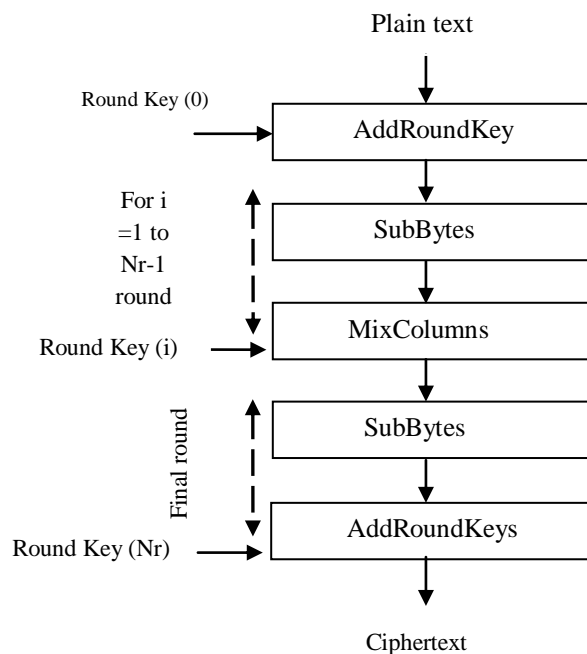 Plain text
Round Key (0)
AddRoundKey
For i
=1 to
Nr-1
round
SubBytes
MixColumns
Round Key (i)
SubBytes
Final round
AddRoundKeys
Round Key (Nr)
Ciphertext